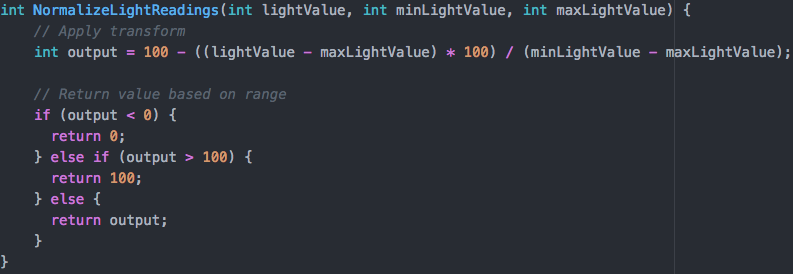 int NormalizeLightReadings(int lightValue, int minLightValue, int maxLightValue) {
// Apply transform
int output = 100 - ((lightValue - maxLightValue) * 100) / (minLightValue - maxLightValue);
// Return value based on range
if (output < 0) {
return 0;
} else if (output > 100) {
return 100;
} else {
return output;
}
}